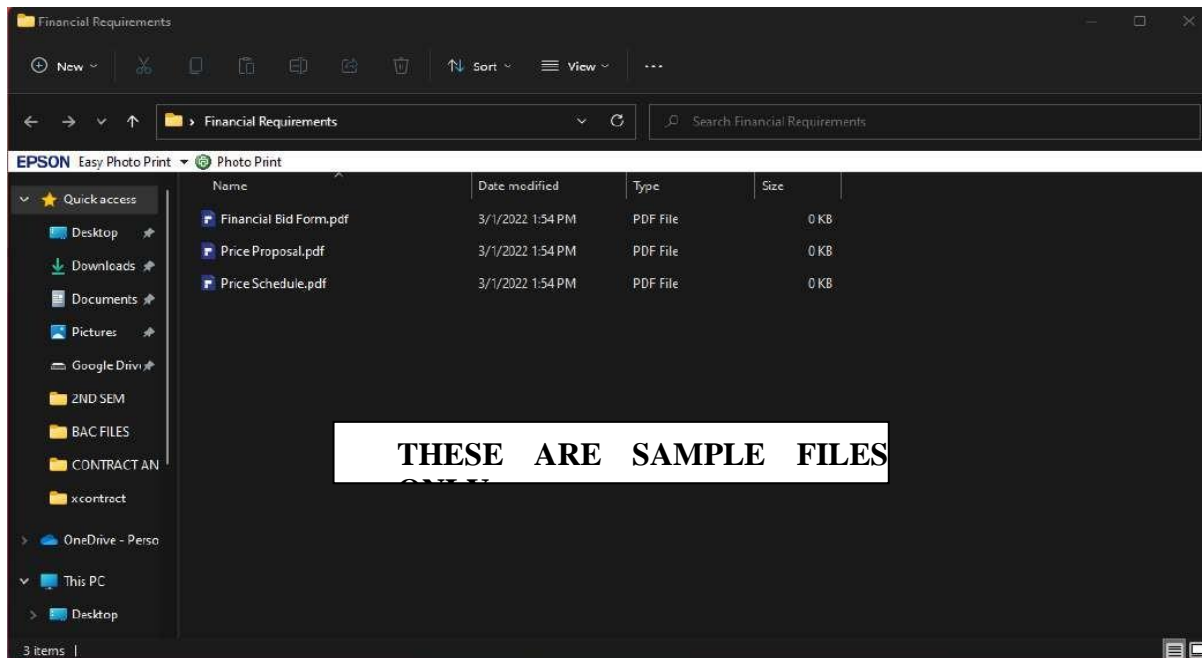 Financial Requirements
New
Sort
View
Financial Requirements
Search Financial Requirements
EPSON Easy Photo Print Photo Print
Name Date modified Type Size
Quick access
Financial Bid Form.pdf 3/1/2022 1:54 PM PDF File 0 KB
Desktop
Price Proposal.pdf 3/1/2022 1:54 PM PDF File 0 KB
Downloads
Price Schedule.pdf 3/1/2022 1:54 PM PDF File 0 KB
Documents
Pictures
Google Driv
2ND SEM
BAC FILES
THESE ARE SAMPLE FILES
CONTRACT AN
xcontract
OneDrive - Perso
This PC
Desktop
3 items